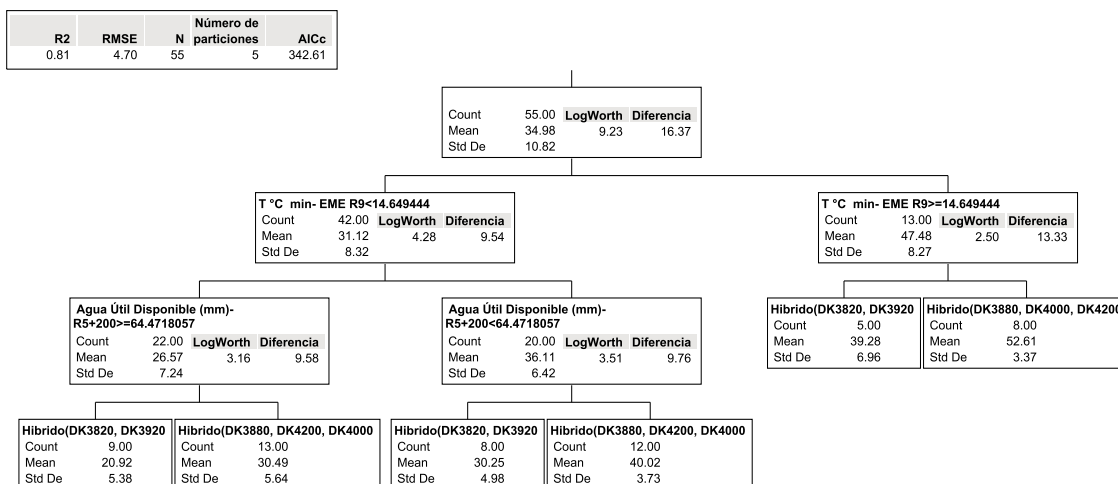 Número de
R2 RMSE N particiones AICc
0.81 4.70 55 5 342.61
Count 55.00 LogWorth Diferencia
Mean 34.98 9.23 16.37
Std De 10.82
T °C min- EME R9<14.649444
Count 42.00 LogWorth Diferencia
Mean 31.12 4.28 9.54
Std De 8.32
T °C min- EME R9>=14.649444
Count 13.00 LogWorth Diferencia
Mean 47.48 2.50 13.33
Std De 8.27
Agua Útil Disponible (mm)-
R5+200>=64.4718057
Count 22.00 LogWorth Diferencia
Mean 26.57 3.16 9.58
Std De 7.24
Agua Útil Disponible (mm)-
R5+200<64.4718057
Count 20.00 LogWorth Diferencia
Mean 36.11 3.51 9.76
Std De 6.42
Hibrido(DK3820, DK3920
Count 5.00
Mean 39.28
Std De 6.96
Hibrido(DK3880, DK4000, DK4200
Count 8.00
Mean 52.61
Std De 3.37
Hibrido(DK3820, DK3920
Count 9.00
Mean 20.92
Std De 5.38
Hibrido(DK3880, DK4200, DK4000
Count 13.00
Mean 30.49
Std De 5.64
Hibrido(DK3820, DK3920
Count 8.00
Mean 30.25
Std De 4.98
Hibrido(DK3880, DK4200, DK4000
Count 12.00
Mean 40.02
Std De 3.73